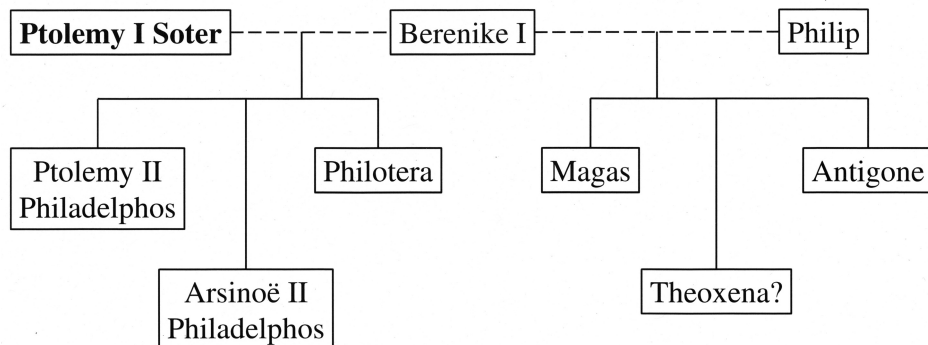 Ptolemy I Soter
Berenike I
Philip
Ptolemy II
Philadelphos
Philotera
Magas
Antigone
Arsinoë II
Philadelphos
Theoxena?